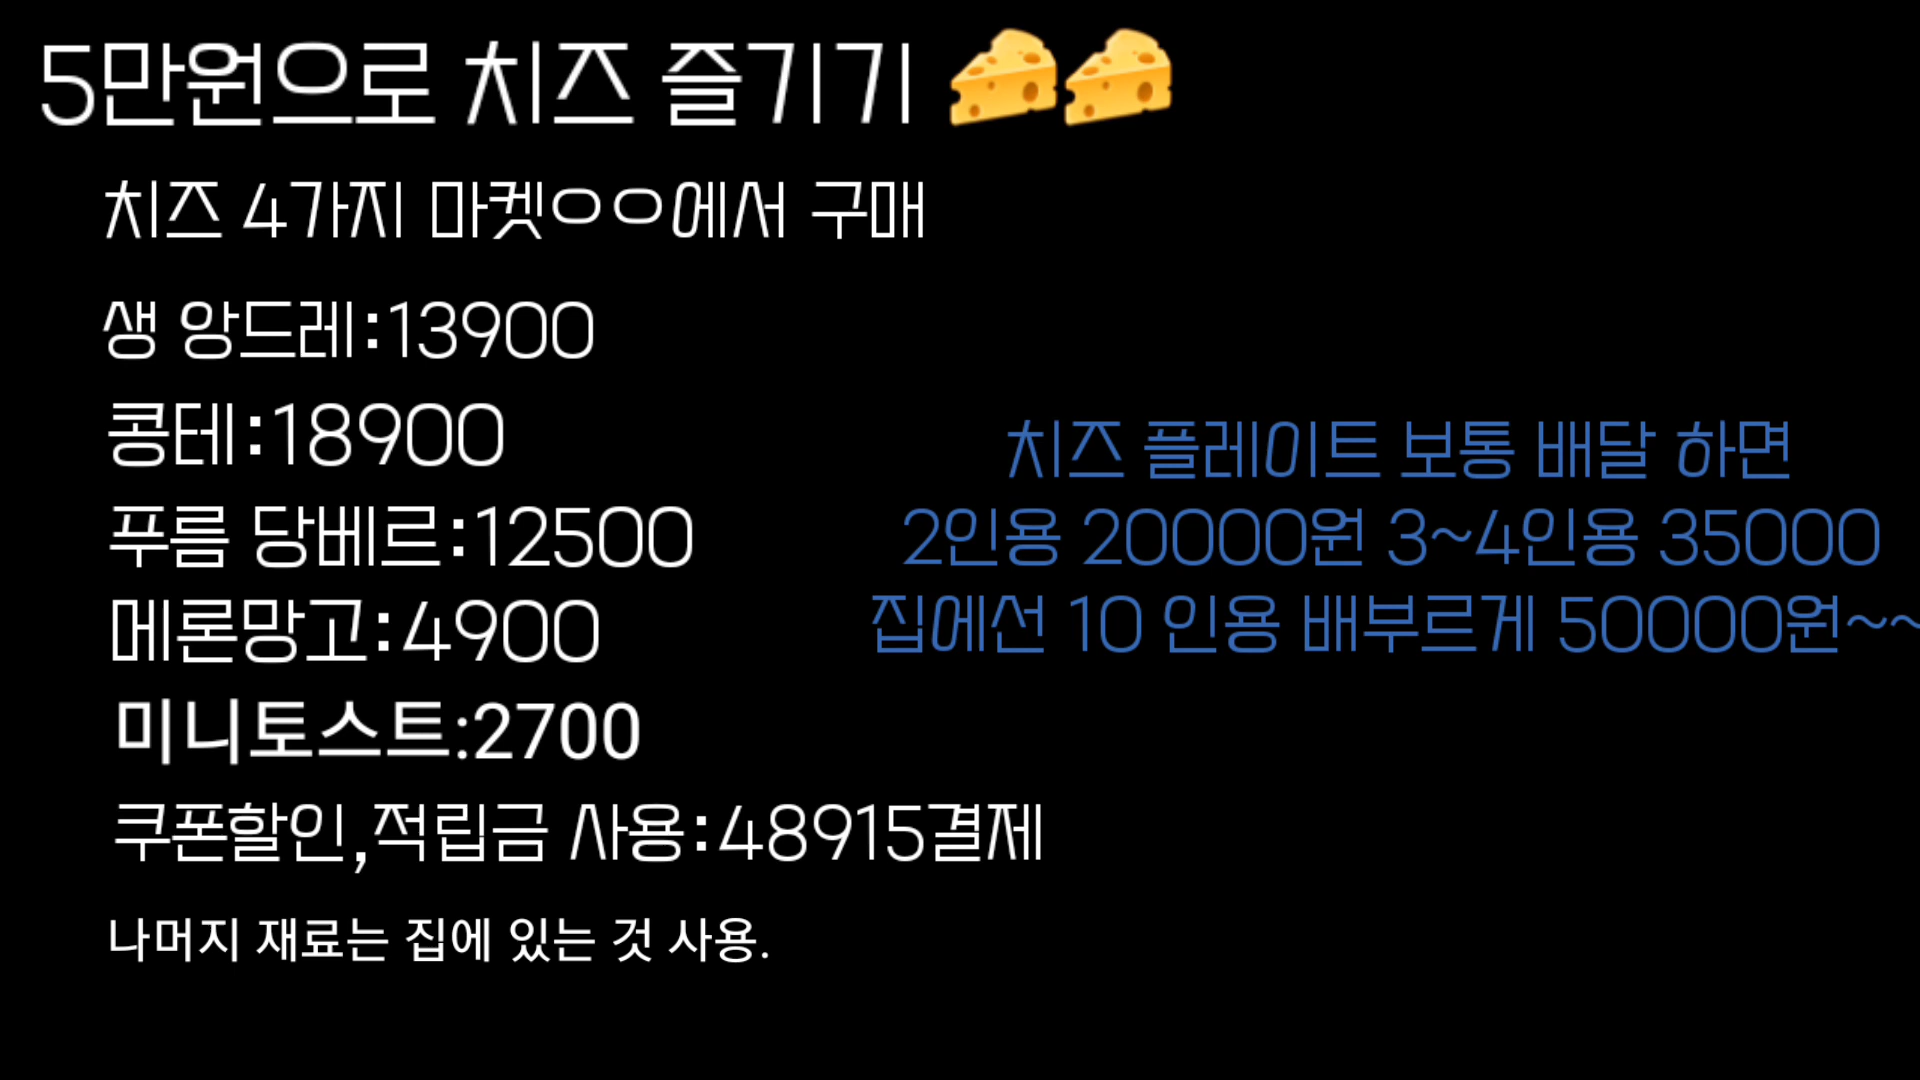 5만원으로 치즈 즐기기 🧀🧀
치즈 4가지 마켓ㅇㅇ에서 구매
생 앙드레:13900
콩테:18900
푸름 당베르:12500
메론망고:4900
미니토스트:2700
쿠폰할인,적립금 사용:48915결제
나머지 재료는 집에 있는 것 사용.
치즈 플레이트 보통 배달 하면
2인용 20000원 3~4인용 35000
집에선 10 인용 배부르게 50000원~~